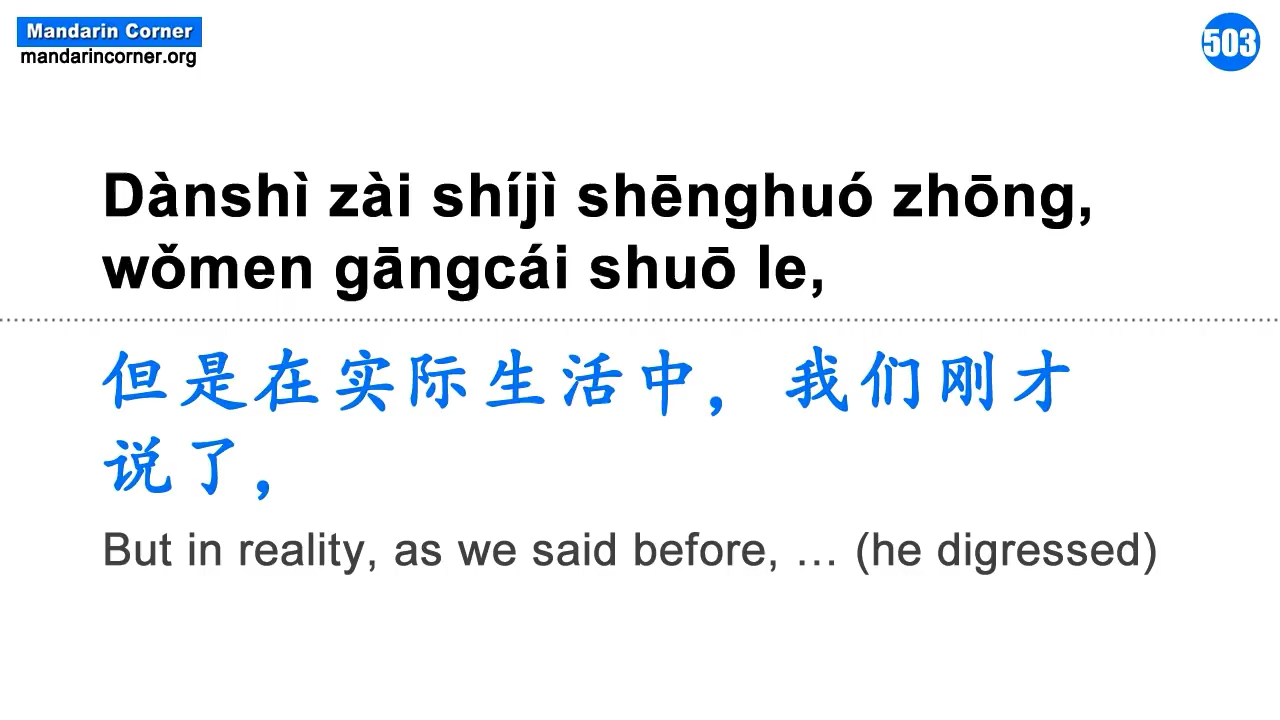 Mandarin Corner
mandarincorner.org
503
Dànshì zài shíjì shēnghuó zhōng,
wǒmen gāngcái shuō le,
但是在实际生活中，我们刚才
说了，
But in reality, as we said before, … (he digressed)